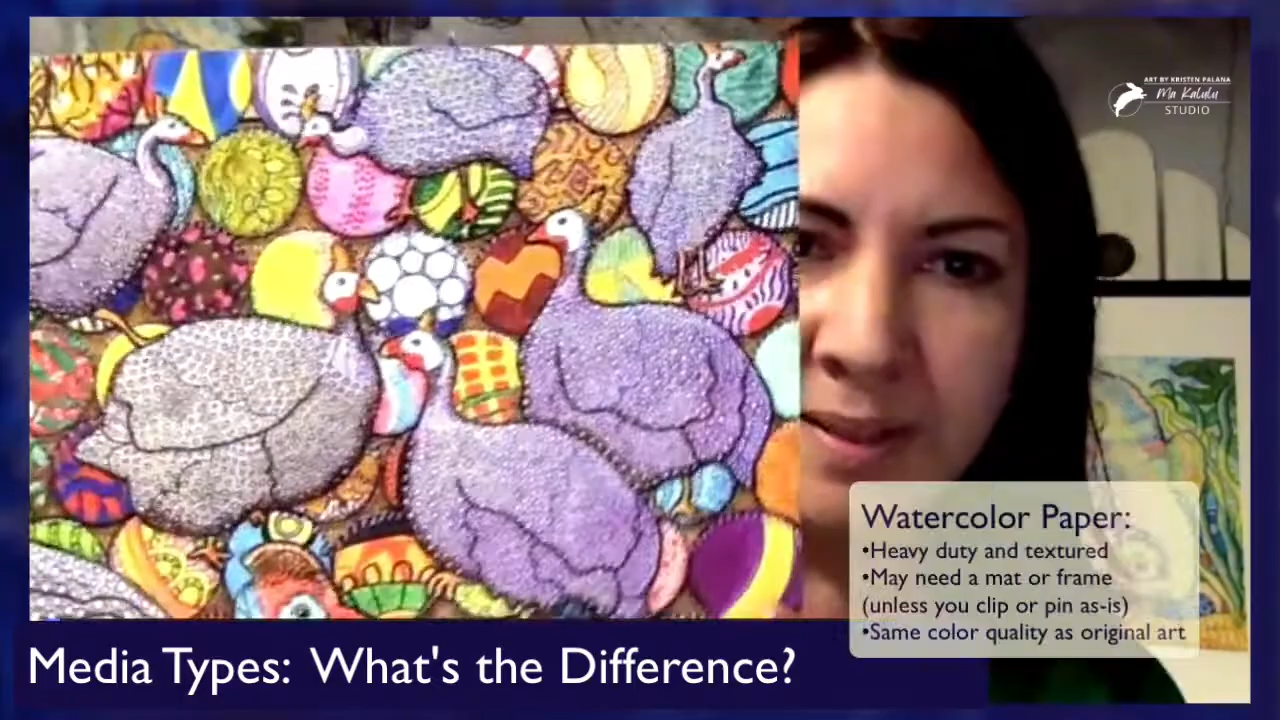 ART BY KRISTEN PALANA
Ma Kalulu
STUDIO
Watercolor Paper:
•Heavy duty and textured
•May need a mat or frame
(unless you clip or pin as-is)
•Same color quality as original art
Media Types: What's the Difference?